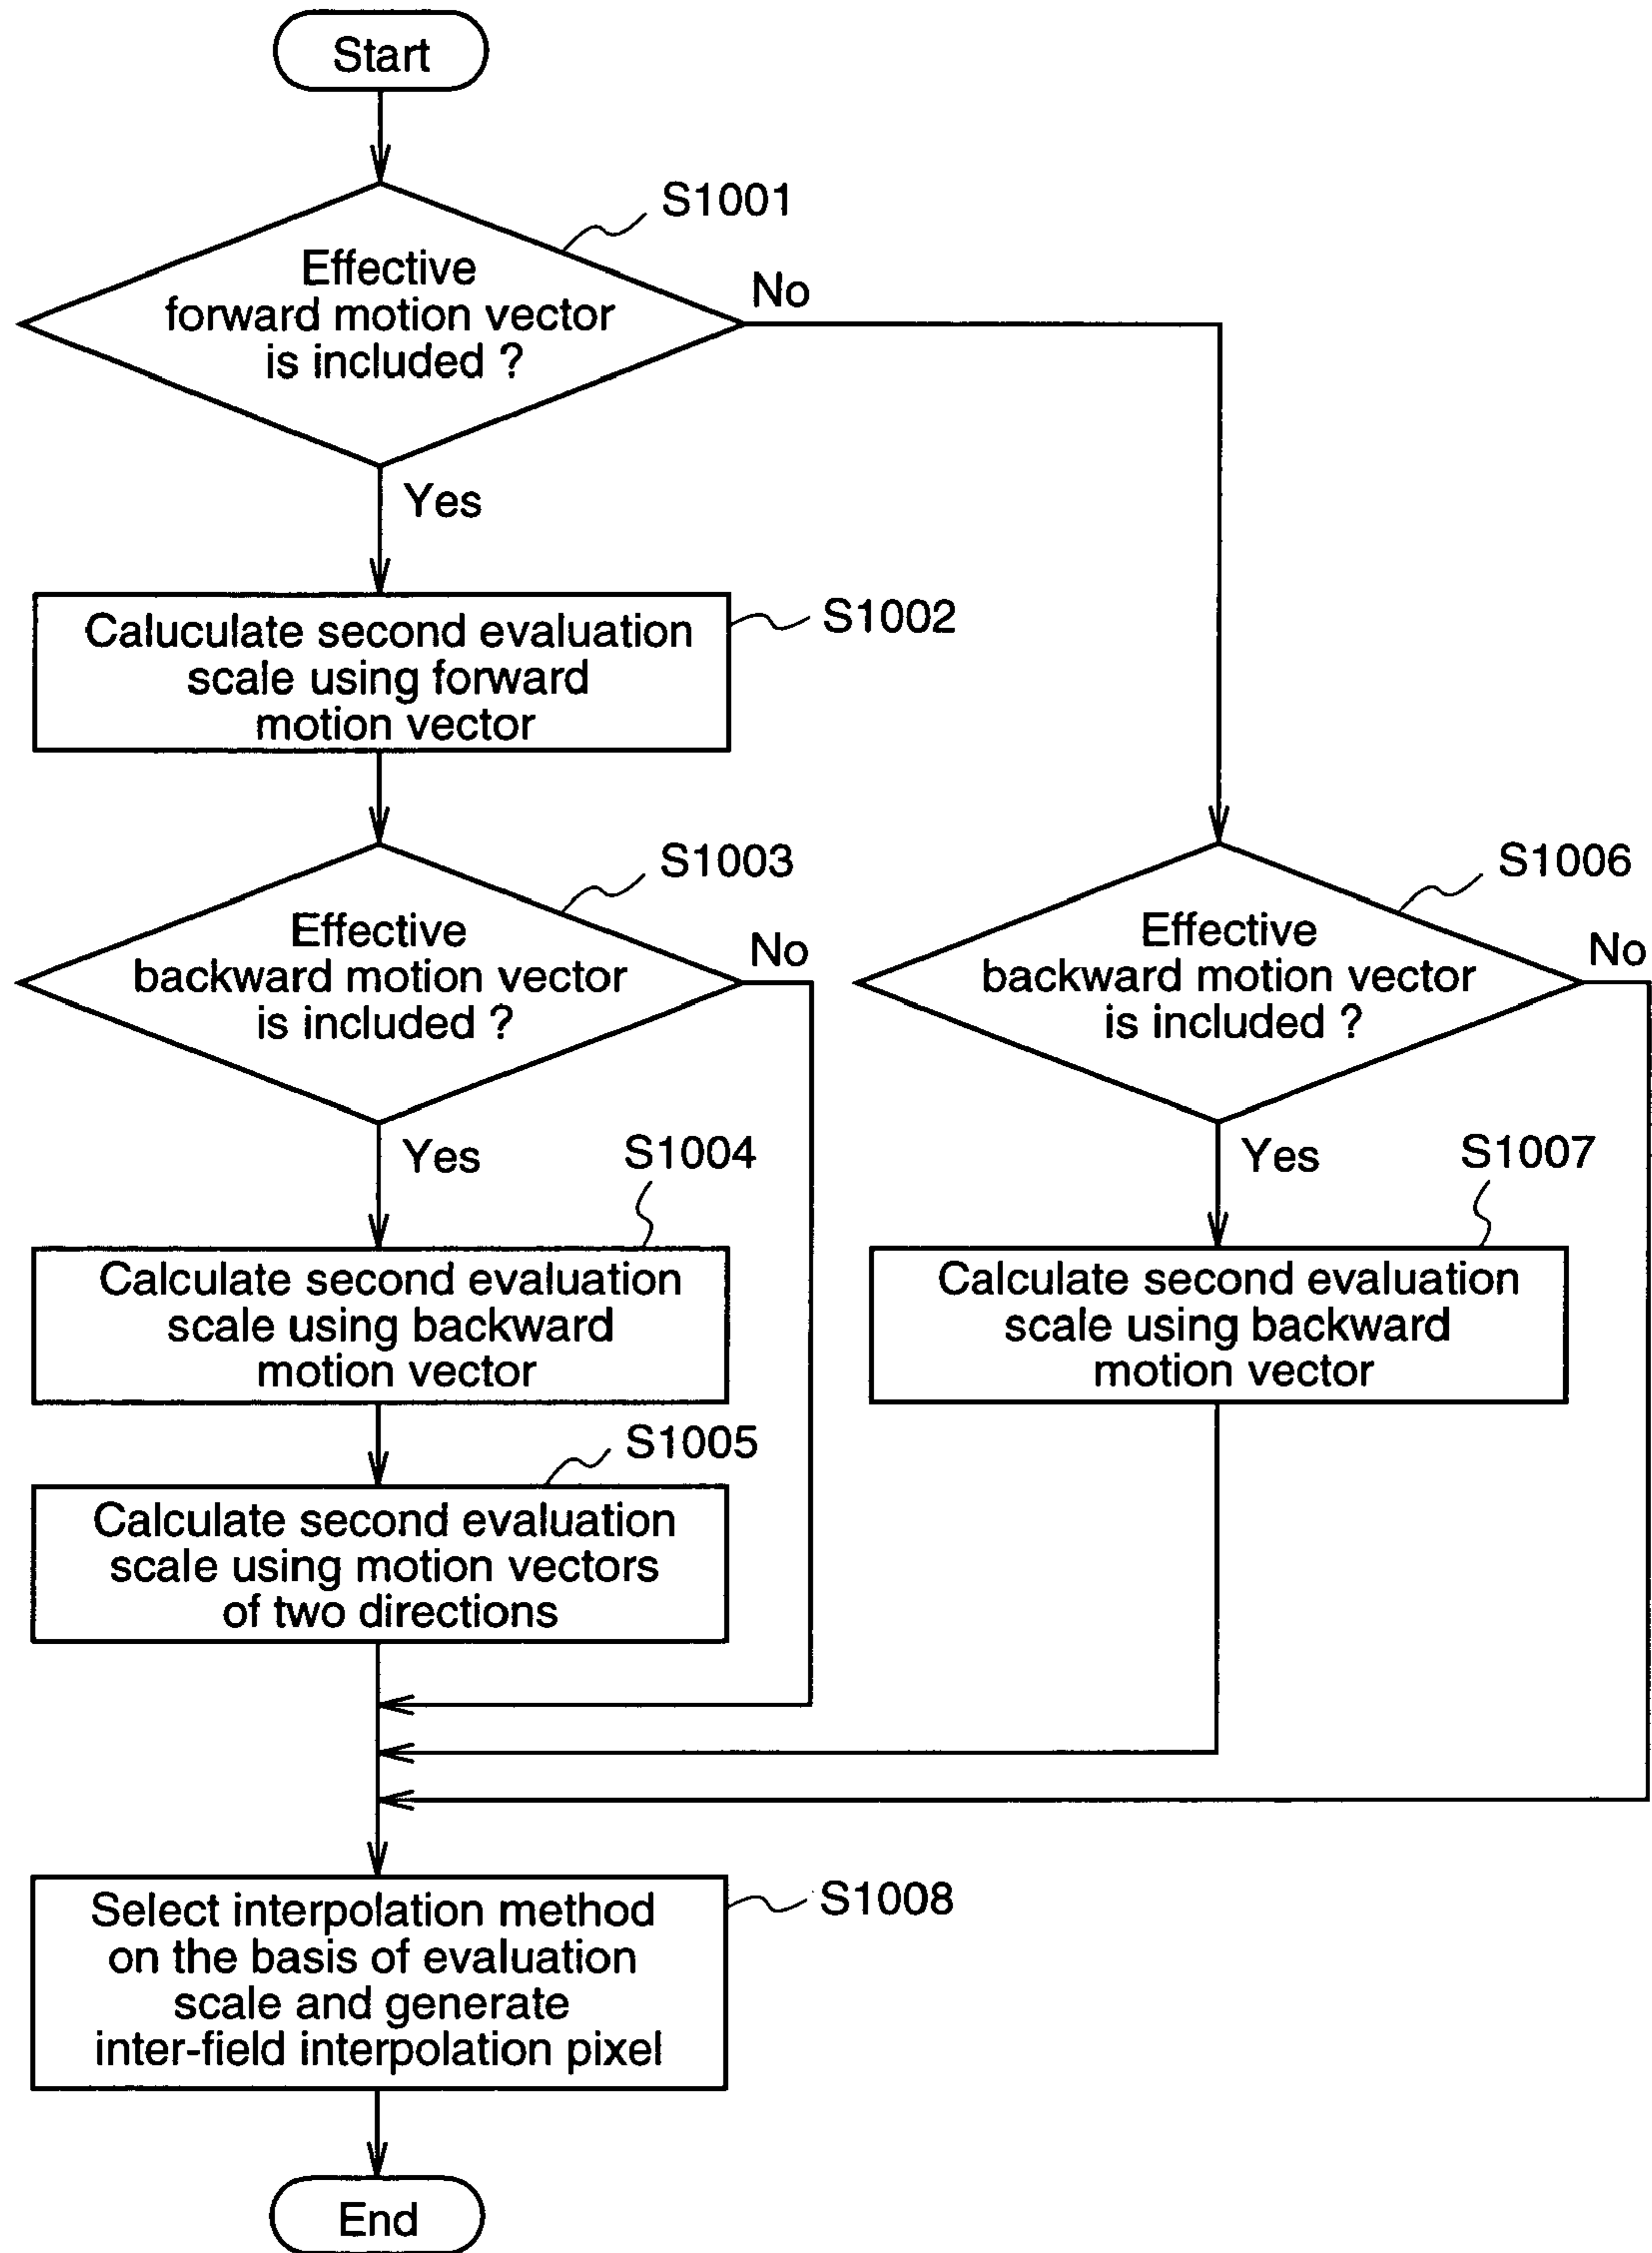 Start
S1001
Effective
forward motion vector
is included ?
No
Yes
Caluculate second evaluation
scale using forward
motion vector
S1002
S1003
Effective
backward motion vector
is included ?
No
S1006
Effective
backward motion vector
is included ?
No
Yes
S1004
Calculate second evaluation
scale using backward
motion vector
Yes
S1007
Calculate second evaluation
scale using backward
motion vector
S1005
Calculate second evaluation
scale using motion vectors
of two directions
Select interpolation method
on the basis of evaluation
scale and generate
inter-field interpolation pixel
S1008
End